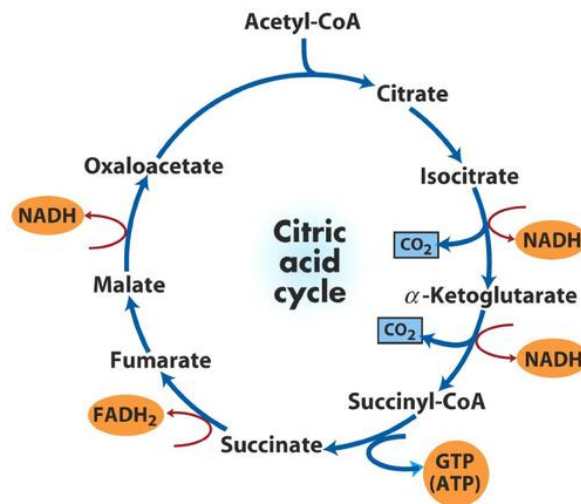 Acetyl-CoA
Citrate
Oxaloacetate
Isocitrate
NADH
Citric
acid
cycle
CO₂
NADH
Malate
α-Ketoglutarate
CO₂
Fumarate
NADH
FADH₂
Succinyl-CoA
Succinate
GTP
(ATP)